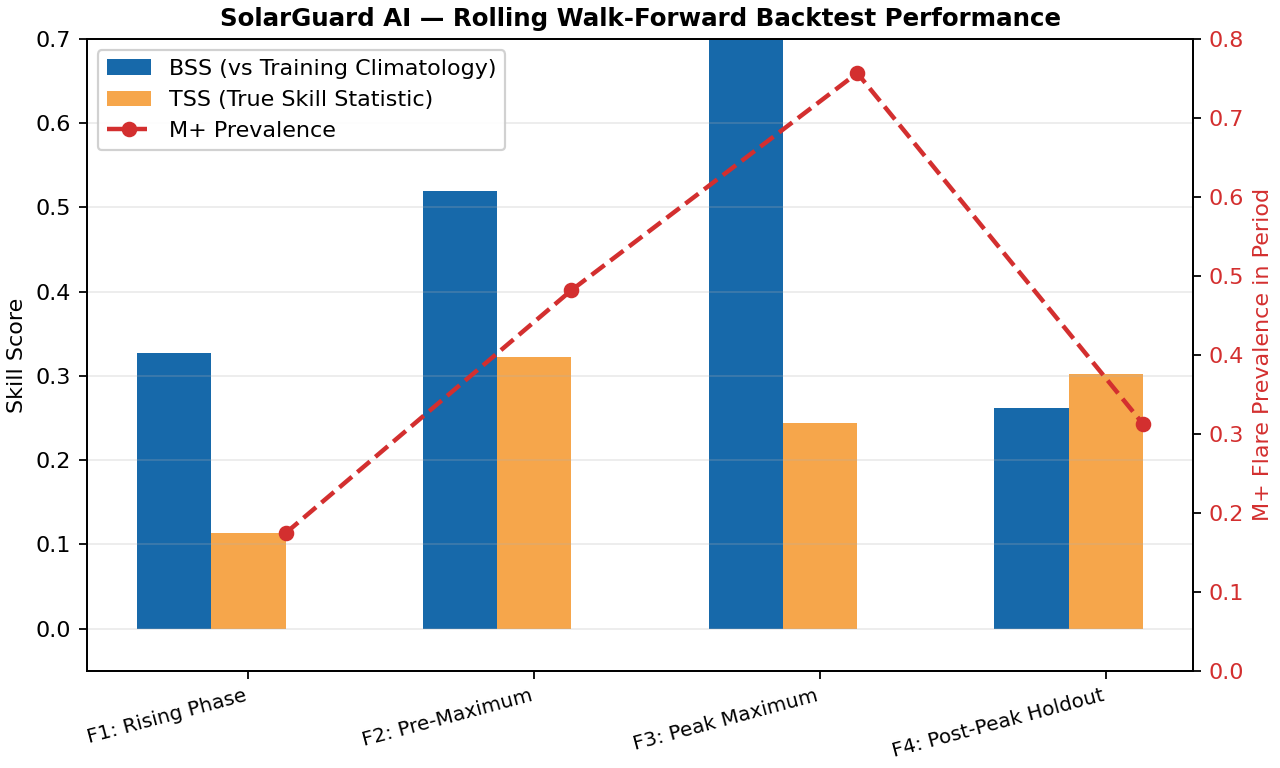 SolarGuard AI — Rolling Walk-Forward Backtest Performance
BSS (vs Training Climatology)
TSS (True Skill Statistic)
M+ Prevalence
Skill Score
0.7
0.6
0.5
0.4
0.3
0.2
0.1
0.0
0.8
0.7
0.6
0.5
0.4
0.3
0.2
0.1
0.0
M+ Flare Prevalence in Period
F1: Rising Phase
F2: Pre-Maximum
F3: Peak Maximum
F4: Post-Peak Holdout